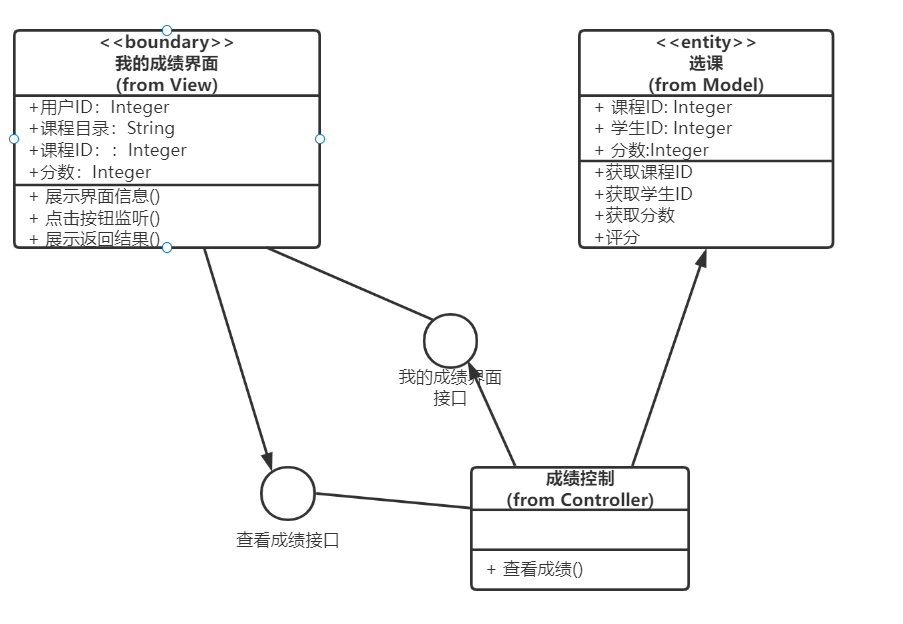 <<boundary>>
我的成绩界面
(from View)
+用户ID：Integer
+课程目录：String
+课程ID：：Integer
+分数：Integer
+ 展示界面信息()
+ 点击按钮监听()
+ 展示返回结果()
<<entity>>
选课
(from Model)
+ 课程ID: Integer
+ 学生ID: Integer
+ 分数:Integer
+获取课程ID
+获取学生ID
+获取分数
+评分
我的成绩界面
接口
查看成绩接口
成绩控制
(from Controller)
+ 查看成绩()